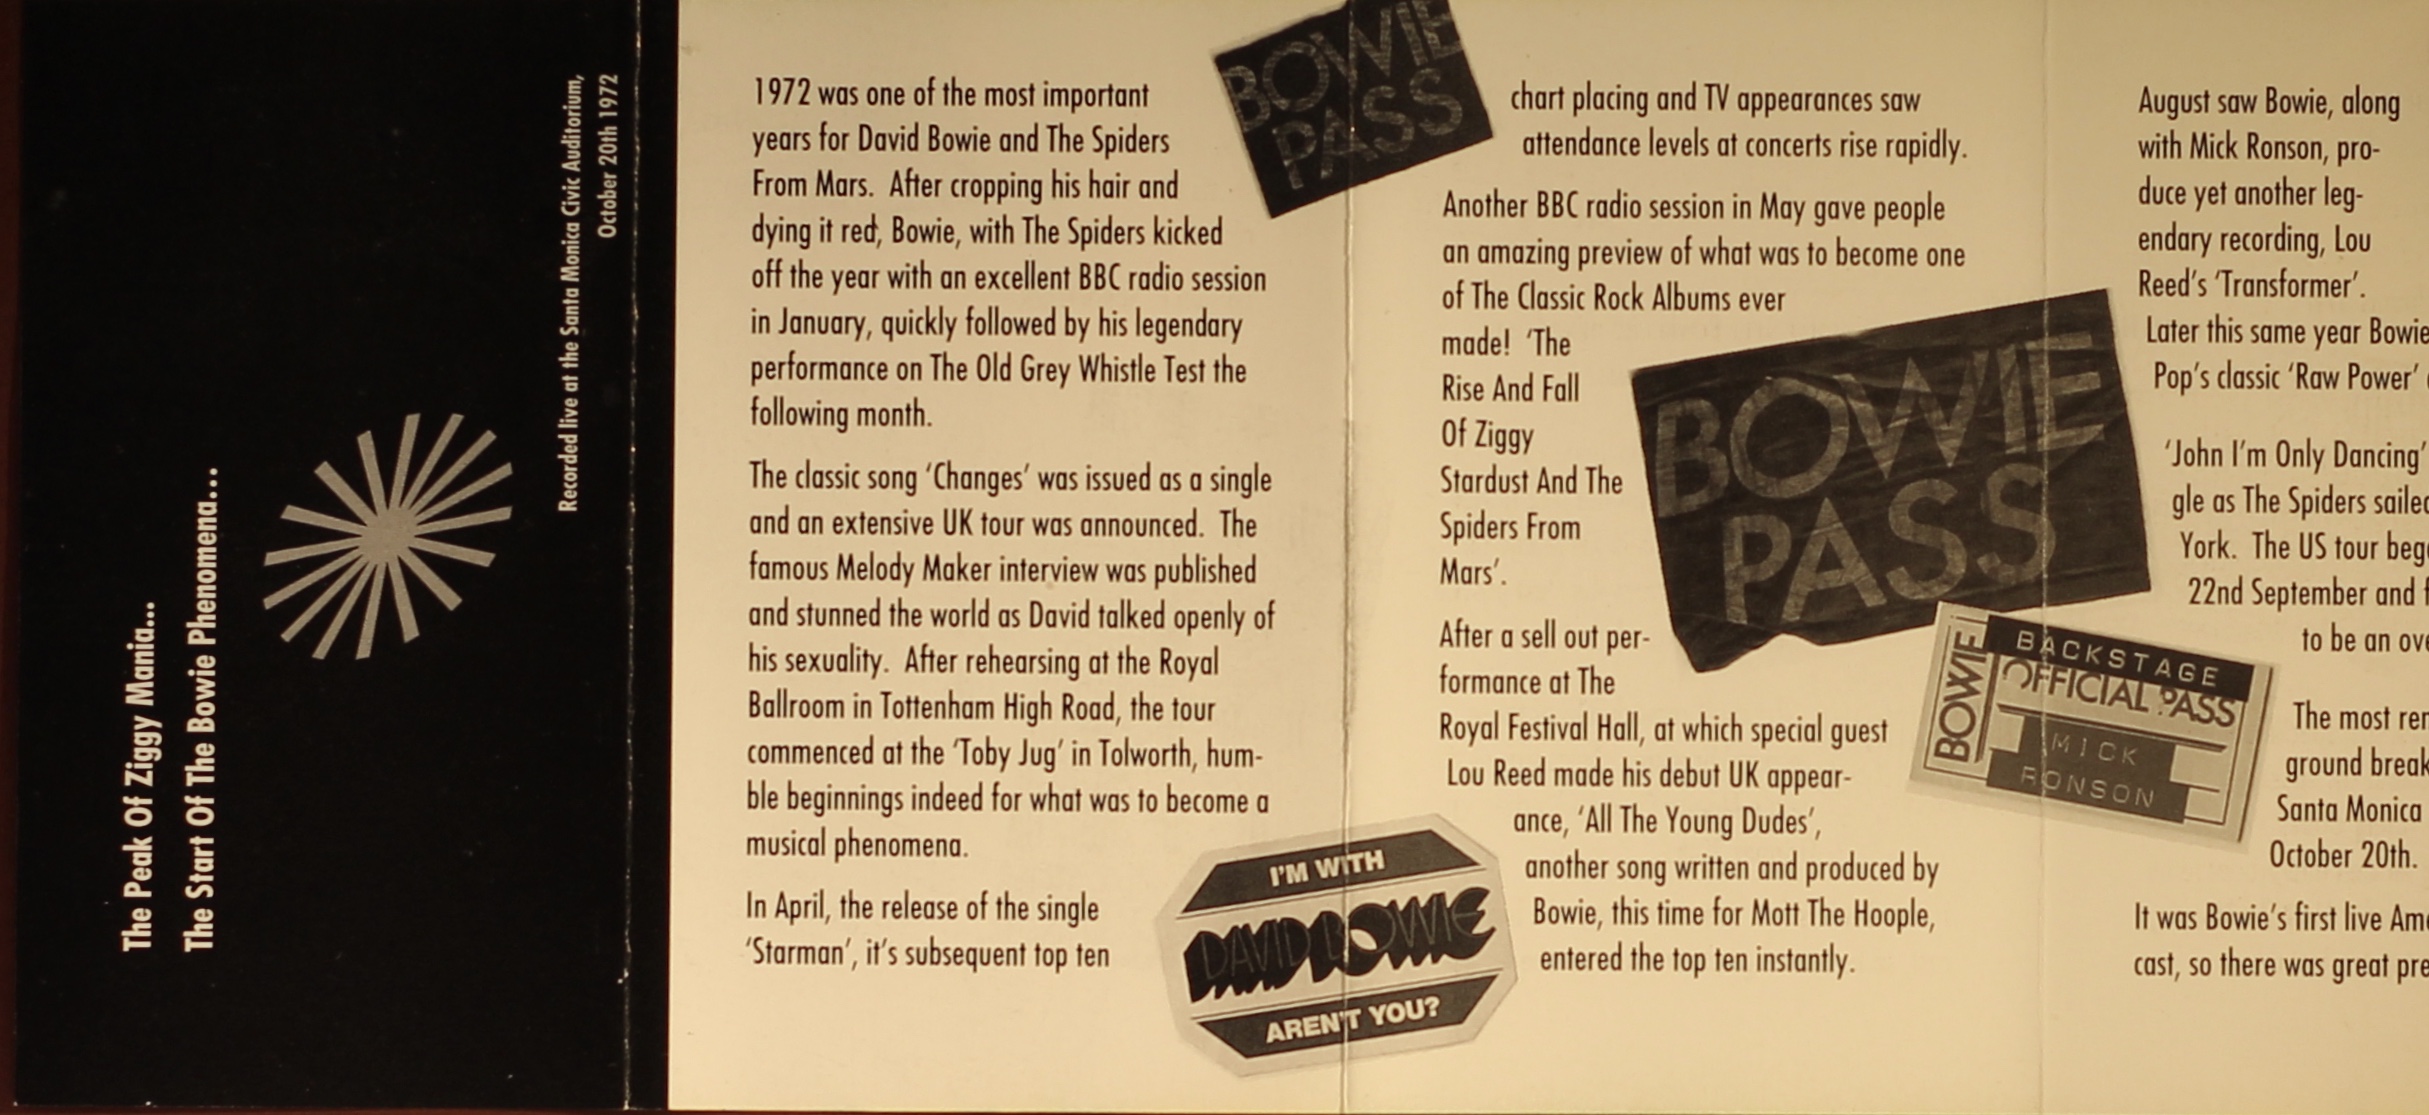 The Peak Of Ziggy Mania...
The Start Of The Bowie Phenomena...
Recorded live at the Santa Monica Civic Auditorium,
October 20th 1972
1972 was one of the most important
years for David Bowie and The Spiders
From Mars. After cropping his hair and
dying it red, Bowie, with The Spiders kicked
off the year with an excellent BBC radio session
in January, quickly followed by his legendary
performance on The Old Grey Whistle Test the
following month.
The classic song ‘Changes’ was issued as a single
and an extensive UK tour was announced. The
famous Melody Maker interview was published
and stunned the world as David talked openly of
his sexuality. After rehearsing at the Royal
Ballroom in Tottenham High Road, the tour
commenced at the ‘Toby Jug’ in Tolworth, hum-
ble beginnings indeed for what was to become a
musical phenomena.
In April, the release of the single
‘Starman’, it's subsequent top ten
BOWIE
PASS
I'M WITH
DAVID BOWIE
AREN'T YOU?
chart placing and TV appearances saw
attendance levels at concerts rise rapidly.
Another BBC radio session in May gave people
an amazing preview of what was to become one
of The Classic Rock Albums ever
made! ‘The
Rise And Fall
Of Ziggy
Stardust And The
Spiders From
Mars’.
After a sell out per-
formance at The
Royal Festival Hall, at which special guest
Lou Reed made his debut UK appear-
ance, ‘All The Young Dudes’,
another song written and produced by
Bowie, this time for Mott The Hoople,
entered the top ten instantly.
BOWIE
PASS
BOWIE
BACKSTAGE
OFFICIAL PASS
MICK
RONSON
August saw Bowie, along
with Mick Ronson, pro-
duce yet another leg-
endary recording, Lou
Reed's ‘Transformer’.
Later this same year Bowie
Pop's classic ‘Raw Power’
‘John I'm Only Dancing’
gle as The Spiders sailed
York. The US tour beg
22nd September and f
to be an ove
The most rem
ground break
Santa Monica
October 20th.
It was Bowie's first live Ame
cast, so there was great pre